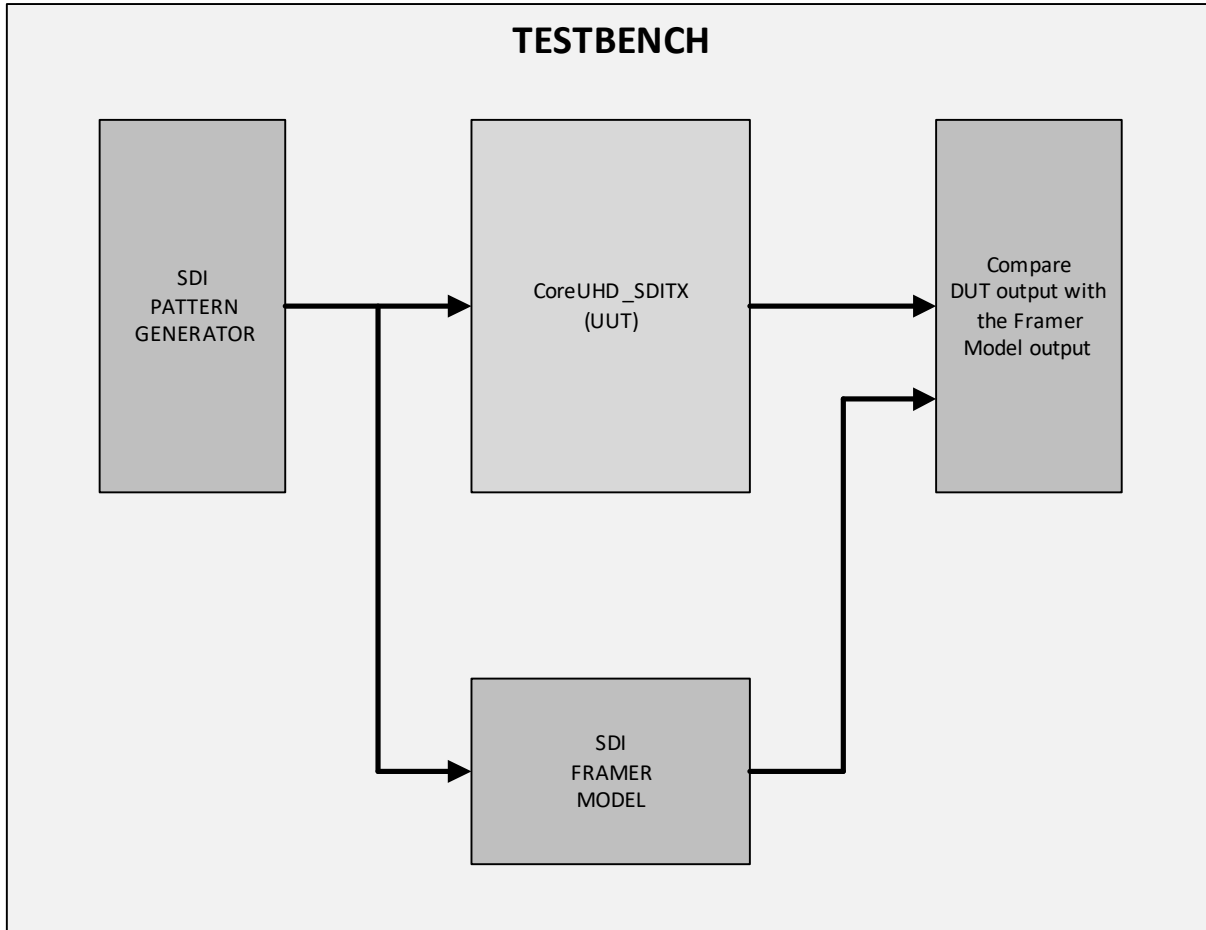 TESTBENCH
SDI
PATTERN
GENERATOR
CoreUHD_SDITX
(UUT)
Compare
DUT output with
the Framer
Model output
SDI
FRAMER
MODEL